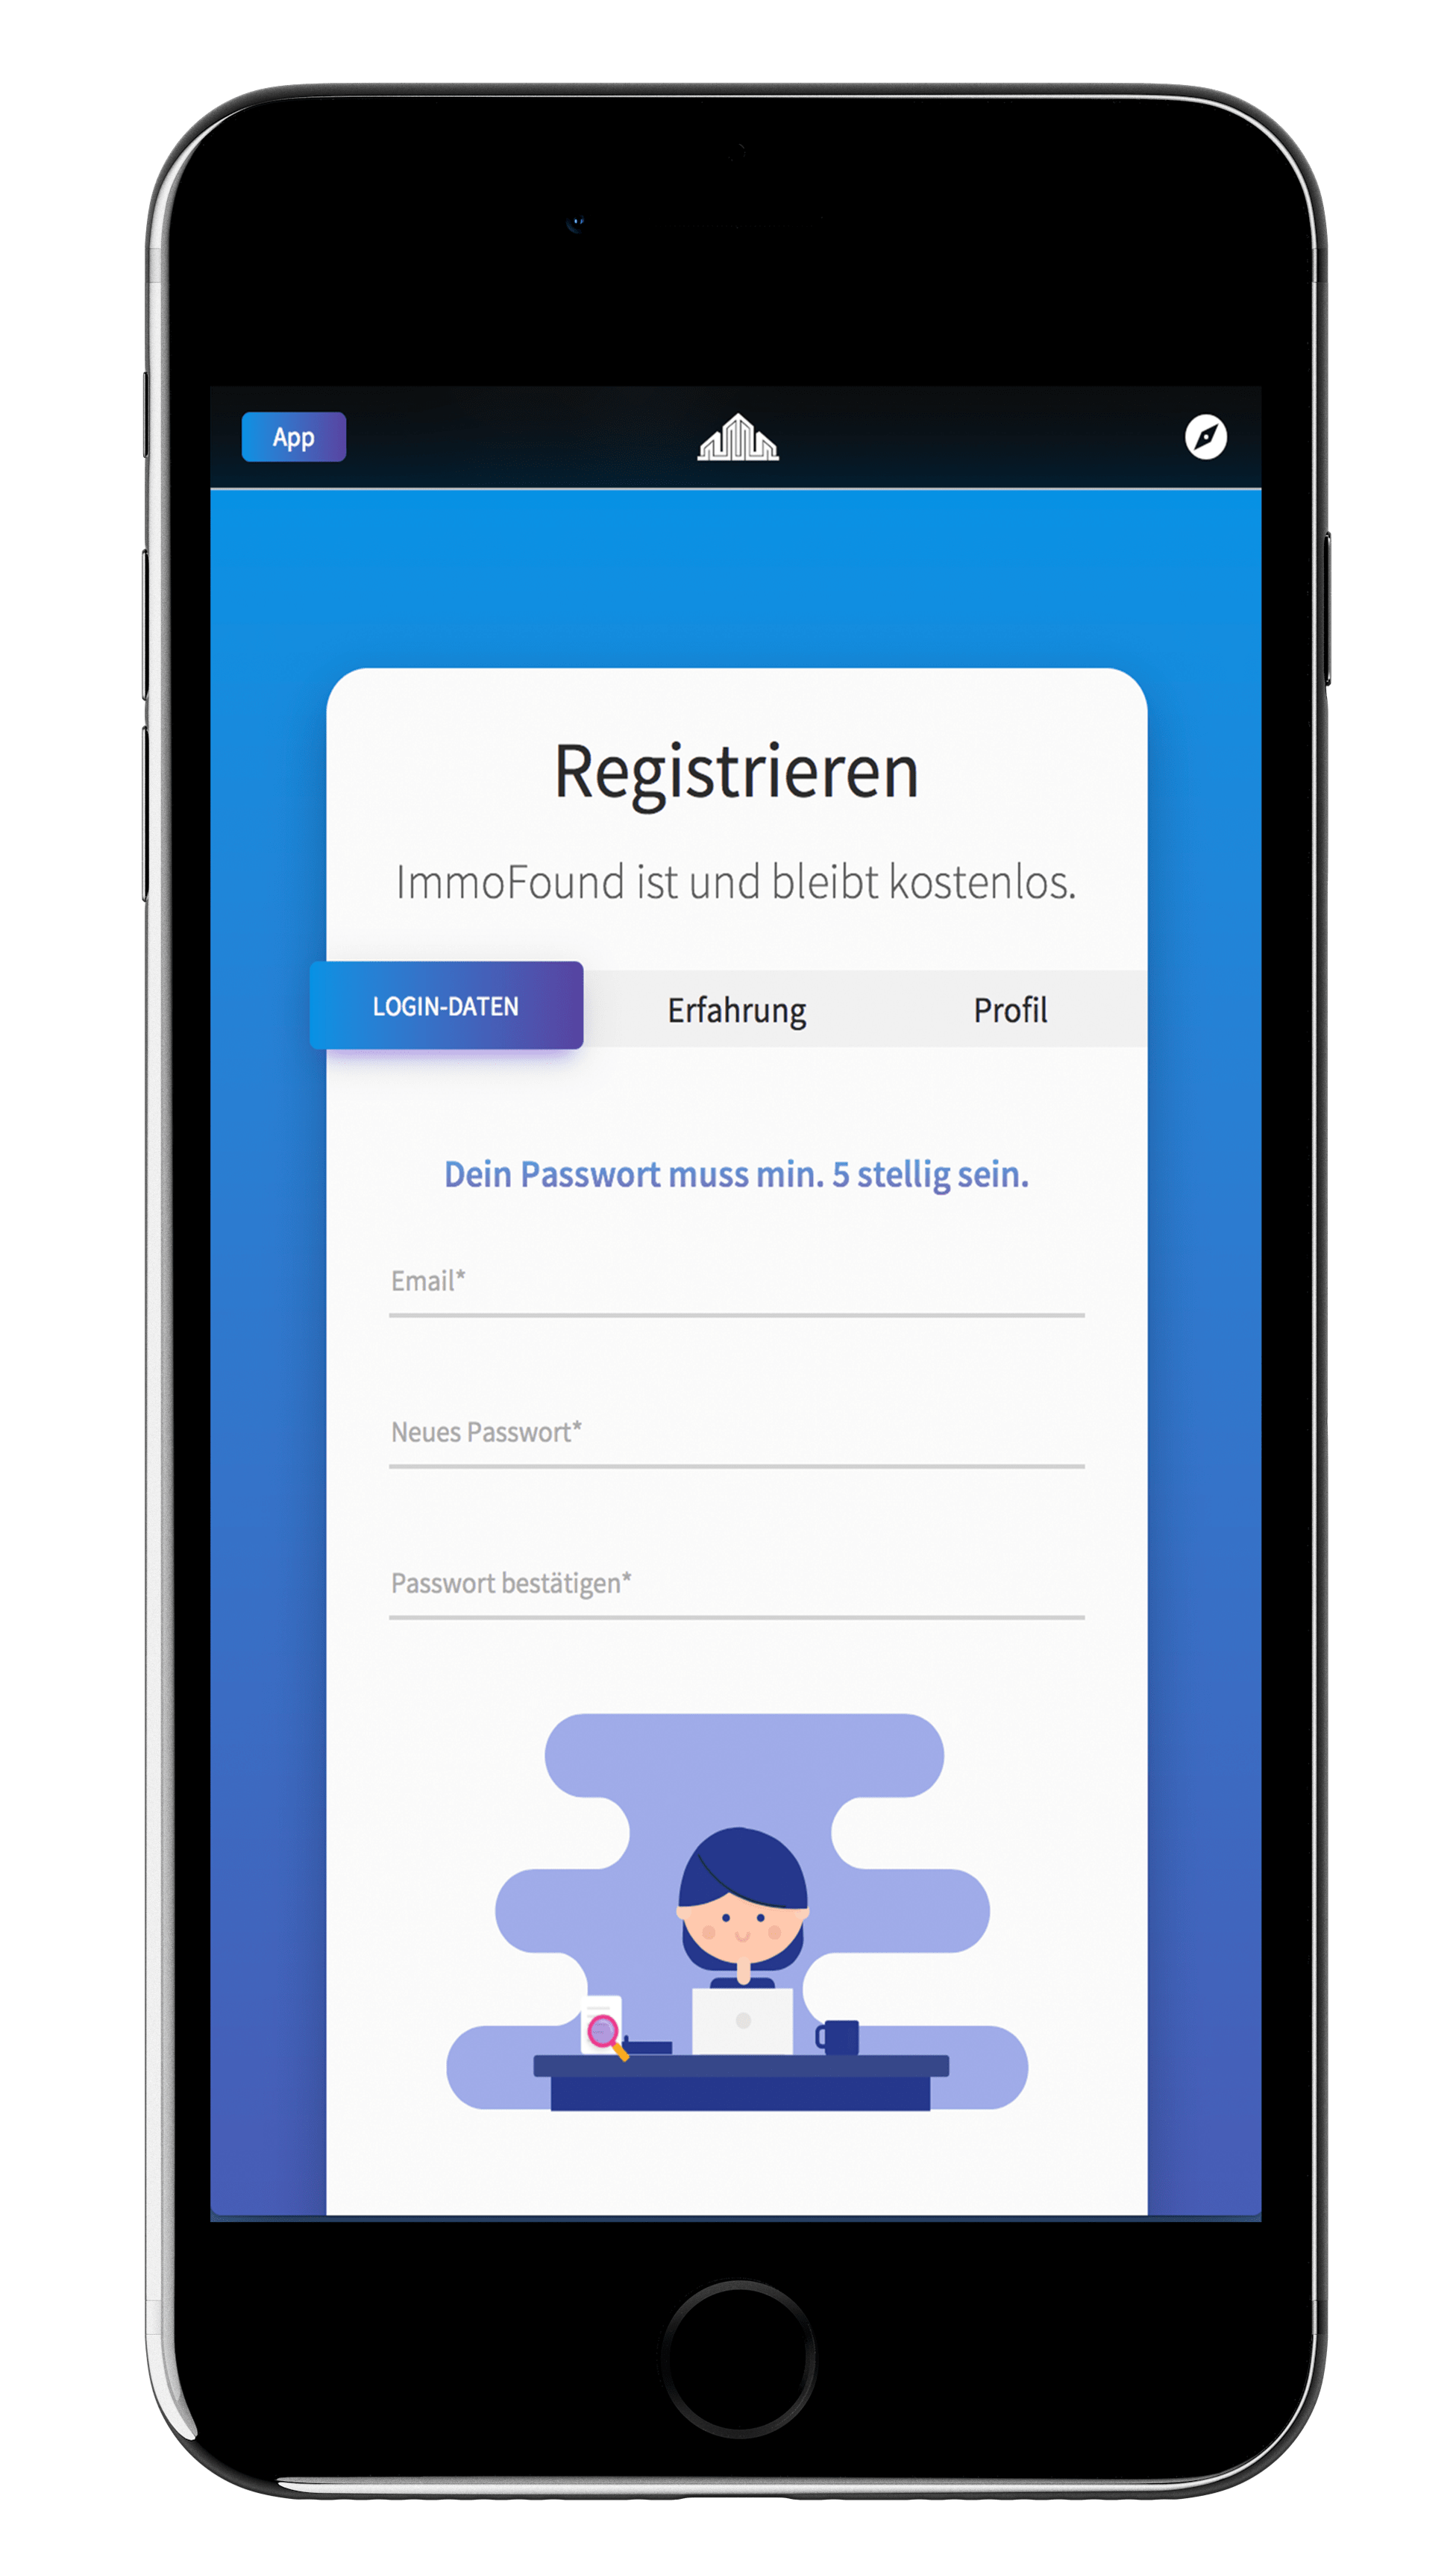 App
Registrieren
ImmoFound ist und bleibt kostenlos.
LOGIN-DATEN Erfahrung Profil
Dein Passwort muss min. 5 stellig sein.
Email*
Neues Passwort*
Passwort bestätigen*